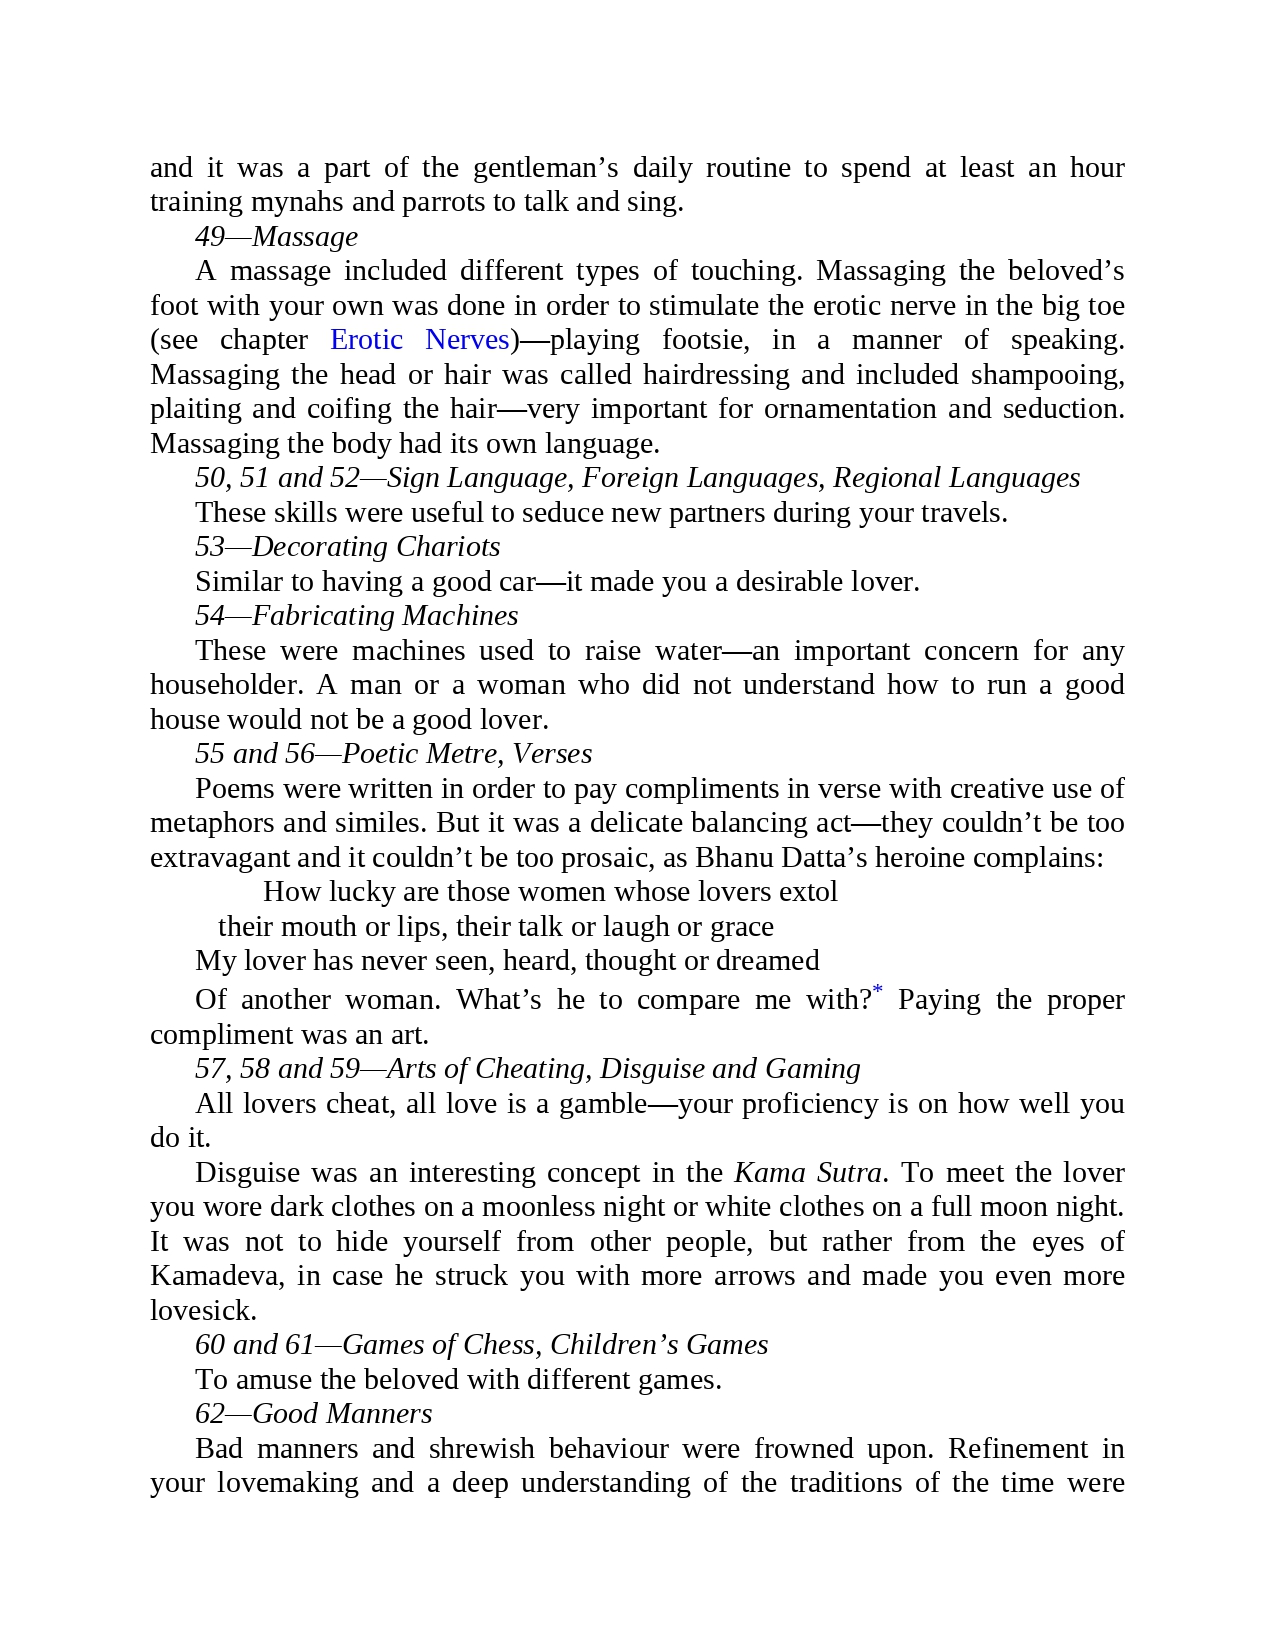 and it was a part of the gentleman’s daily routine to spend at least an hour
training mynahs and parrots to talk and sing.
49—Massage
A massage included different types of touching. Massaging the beloved’s
foot with your own was done in order to stimulate the erotic nerve in the big toe
(see chapter Erotic Nerves)—playing footsie, in a manner of speaking.
Massaging the head or hair was called hairdressing and included shampooing,
plaiting and coifing the hair—very important for ornamentation and seduction.
Massaging the body had its own language.
50, 51 and 52—Sign Language, Foreign Languages, Regional Languages
These skills were useful to seduce new partners during your travels.
53—Decorating Chariots
Similar to having a good car—it made you a desirable lover.
54—Fabricating Machines
These were machines used to raise water—an important concern for any
householder. A man or a woman who did not understand how to run a good
house would not be a good lover.
55 and 56—Poetic Metre, Verses
Poems were written in order to pay compliments in verse with creative use of
metaphors and similes. But it was a delicate balancing act—they couldn’t be too
extravagant and it couldn’t be too prosaic, as Bhanu Datta’s heroine complains:
How lucky are those women whose lovers extol
their mouth or lips, their talk or laugh or grace
My lover has never seen, heard, thought or dreamed
Of another woman. What’s he to compare me with?* Paying the proper
compliment was an art.
57, 58 and 59—Arts of Cheating, Disguise and Gaming
All lovers cheat, all love is a gamble—your proficiency is on how well you
do it.
Disguise was an interesting concept in the Kama Sutra. To meet the lover
you wore dark clothes on a moonless night or white clothes on a full moon night.
It was not to hide yourself from other people, but rather from the eyes of
Kamadeva, in case he struck you with more arrows and made you even more
lovesick.
60 and 61—Games of Chess, Children’s Games
To amuse the beloved with different games.
62—Good Manners
Bad manners and shrewish behaviour were frowned upon. Refinement in
your lovemaking and a deep understanding of the traditions of the time were